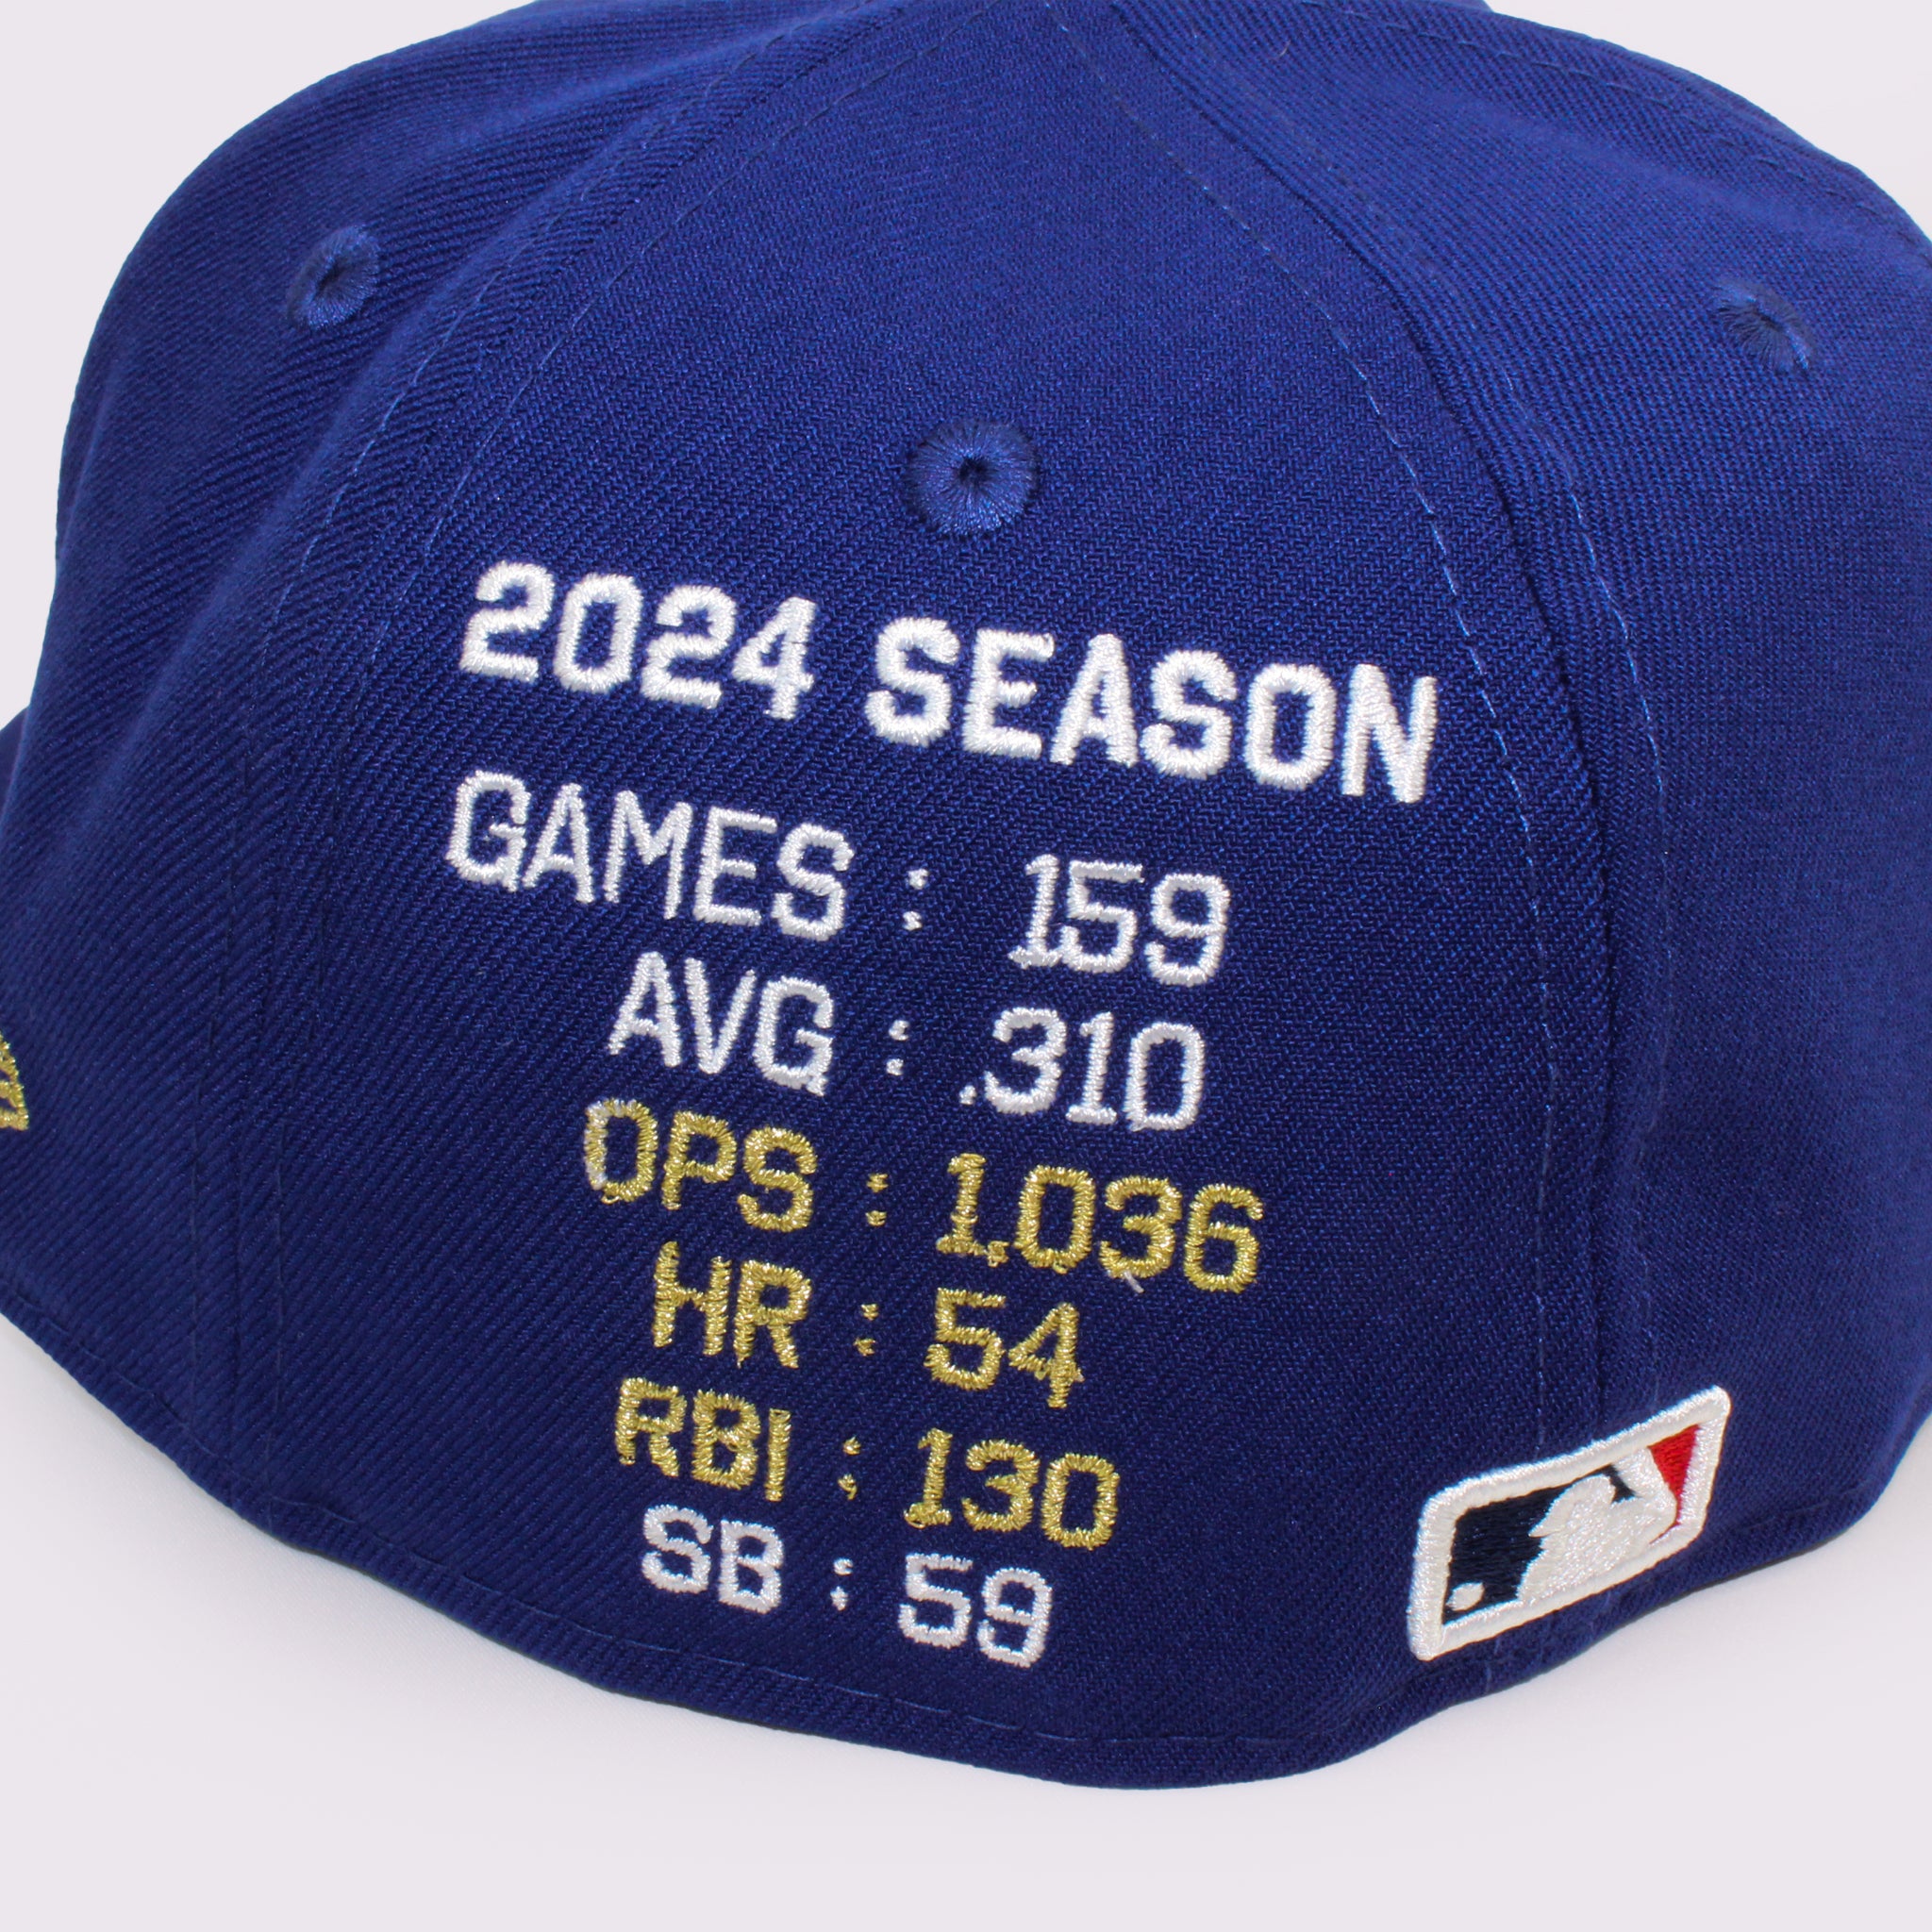 2024 SEASON
GAMES : 159
AVG : .310
OPS : 1.036
HR : 54
RBI : 130
SB : 59